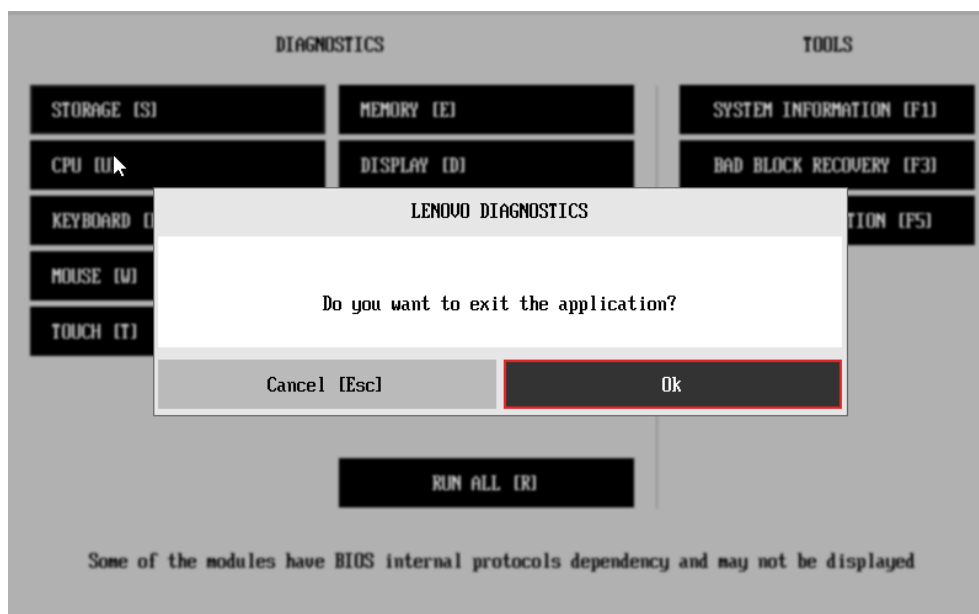 DIAGNOSTICS
TOOLS
STORAGE [S]
MEMORY [E]
SYSTEM INFORMATION [F1]
CPU [U]
DISPLAY [D]
BAD BLOCK RECOVERY [F3]
KEYBOARD
[F5]
MOUSE [W]
TOUCH [T]
LENOVO DIAGNOSTICS
Do you want to exit the application?
Cancel [Esc]
Ok
RUN ALL [R]
Some of the modules have BIOS internal protocols dependency and may not be displayed